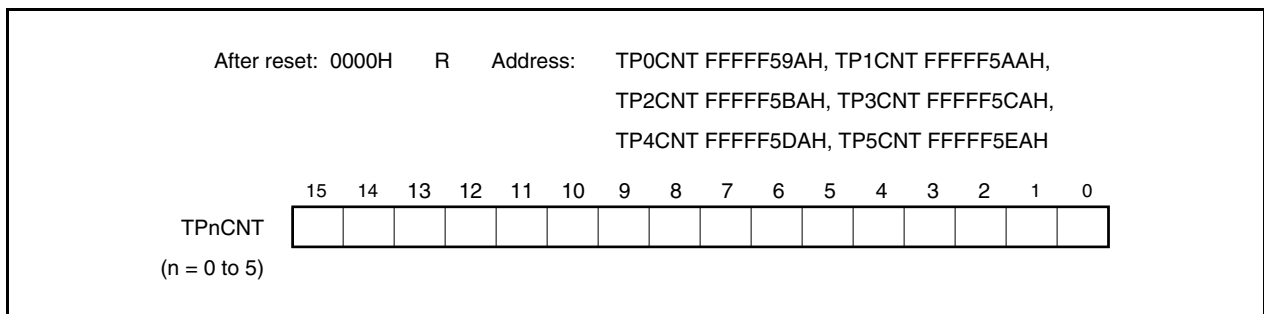 After reset: 0000H R Address: TP0CNT FFFFF59AH, TP1CNT FFFFF5AAH,
TP2CNT FFFFF5BAH, TP3CNT FFFFF5CAH,
TP4CNT FFFFF5DAH, TP5CNT FFFFF5EAH
15 14 13 12 11 10 9 8 7 6 5 4 3 2 1 0
TPnCNT
(n = 0 to 5)